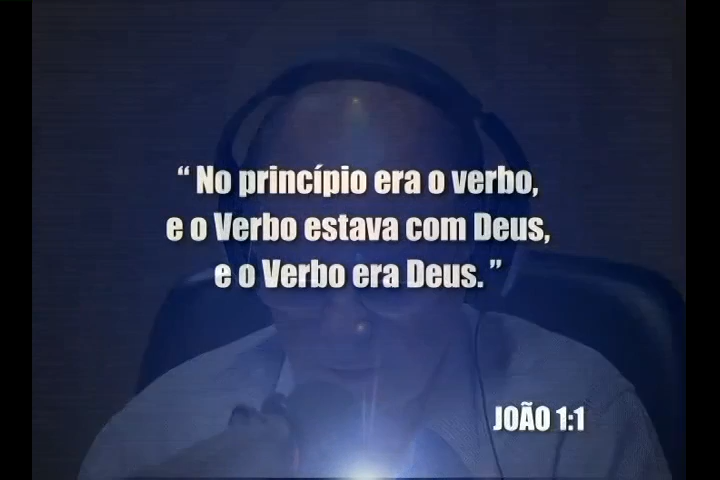 “ No princípio era o verbo,
e o Verbo estava com Deus,
e o Verbo era Deus. ”
JOÃO 1:1